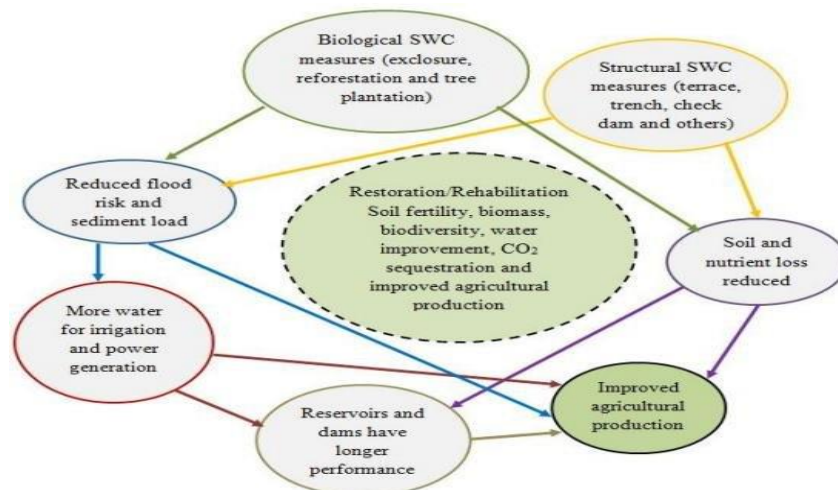 Biological SWC
measures (exclosure,
reforestation and tree
plantation)
Structural SWC
measures (terrace,
trench, check
dam and others)
Reduced flood
risk and
sediment load
Restoration/Rehabilitation
Soil fertility, biomass,
biodiversity, water
improvement, CO₂
sequestration and
improved agricultural
production
Soil and
nutrient loss
reduced
More water
for irrigation
and power
generation
Improved
agricultural
production
Reservoirs and
dams have
longer
performance